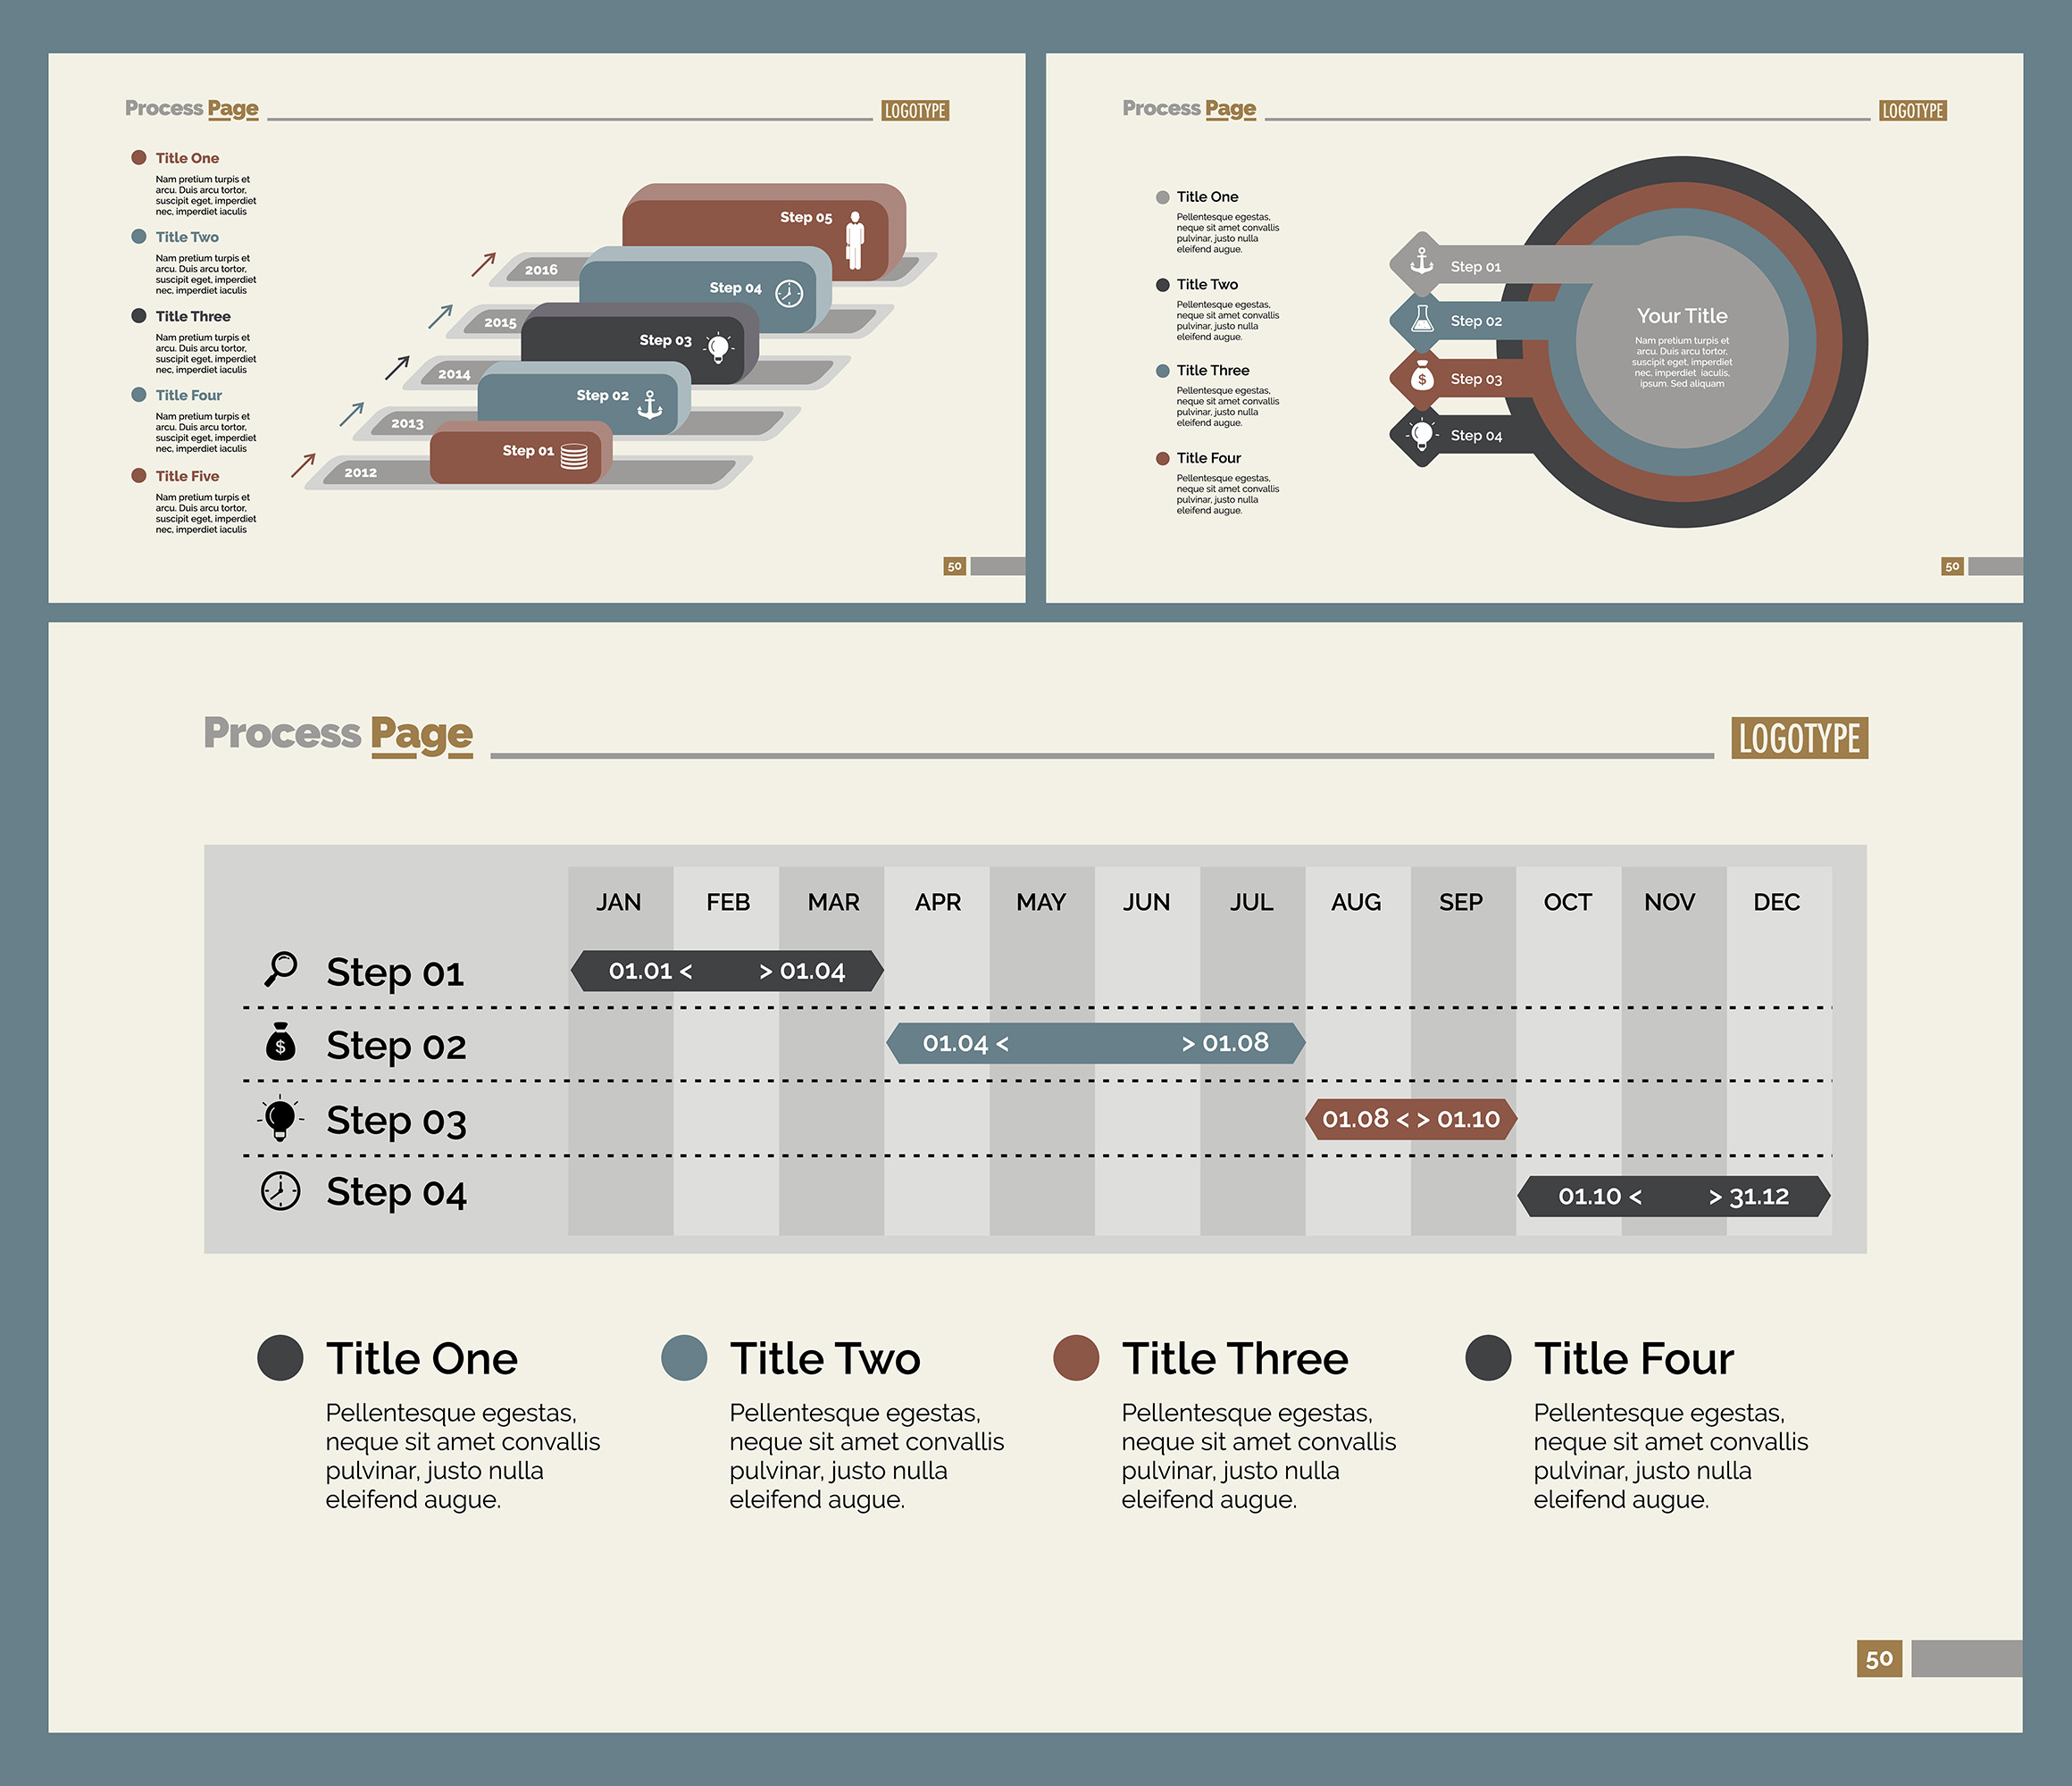 Process Page
LOGOTYPE
Title One
Nam pretium turpis et
arcu. Duis arcu tortor,
suscipit eget, imperdiet
nec, imperdiet iaculis
Title Two
Nam pretium turpis et
arcu. Duis arcu tortor,
suscipit eget, imperdiet
nec, imperdiet iaculis
Title Three
Nam pretium turpis et
arcu. Duis arcu tortor,
suscipit eget, imperdiet
nec, imperdiet iaculis
Title Four
Nam pretium turpis et
arcu. Duis arcu tortor,
suscipit eget, imperdiet
nec, imperdiet iaculis
Title Five
Nam pretium turpis et
arcu. Duis arcu tortor,
suscipit eget, imperdiet
nec, imperdiet iaculis
Step 05
2016
Step 04
2015
Step 03
2014
Step 02
2013
Step 01
2012
50
Process Page
LOGOTYPE
Title One
Pellentesque egestas,
neque sit amet convallis
pulvinar, justo nulla
eleifend augue.
Title Two
Pellentesque egestas,
neque sit amet convallis
pulvinar, justo nulla
eleifend augue.
Title Three
Pellentesque egestas,
neque sit amet convallis
pulvinar, justo nulla
eleifend augue.
Title Four
Pellentesque egestas,
neque sit amet convallis
pulvinar, justo nulla
eleifend augue.
Step 01
Step 02
$ Step 03
Step 04
Your Title
Nam pretium turpis et
arcu. Duis arcu tortor,
suscipit eget, imperdiet
nec, imperdiet iaculis,
ipsum. Sed aliquam
50
Process Page
LOGOTYPE
JAN FEB MAR APR MAY JUN JUL AUG SEP OCT NOV DEC
Step 01 01.01 < > 01.04
$ Step 02 01.04 < > 01.08
Step 03 01.08 < > 01.10
Step 04 01.10 < > 31.12
Title One
Pellentesque egestas,
neque sit amet convallis
pulvinar, justo nulla
eleifend augue.
Title Two
Pellentesque egestas,
neque sit amet convallis
pulvinar, justo nulla
eleifend augue.
Title Three
Pellentesque egestas,
neque sit amet convallis
pulvinar, justo nulla
eleifend augue.
Title Four
Pellentesque egestas,
neque sit amet convallis
pulvinar, justo nulla
eleifend augue.
50